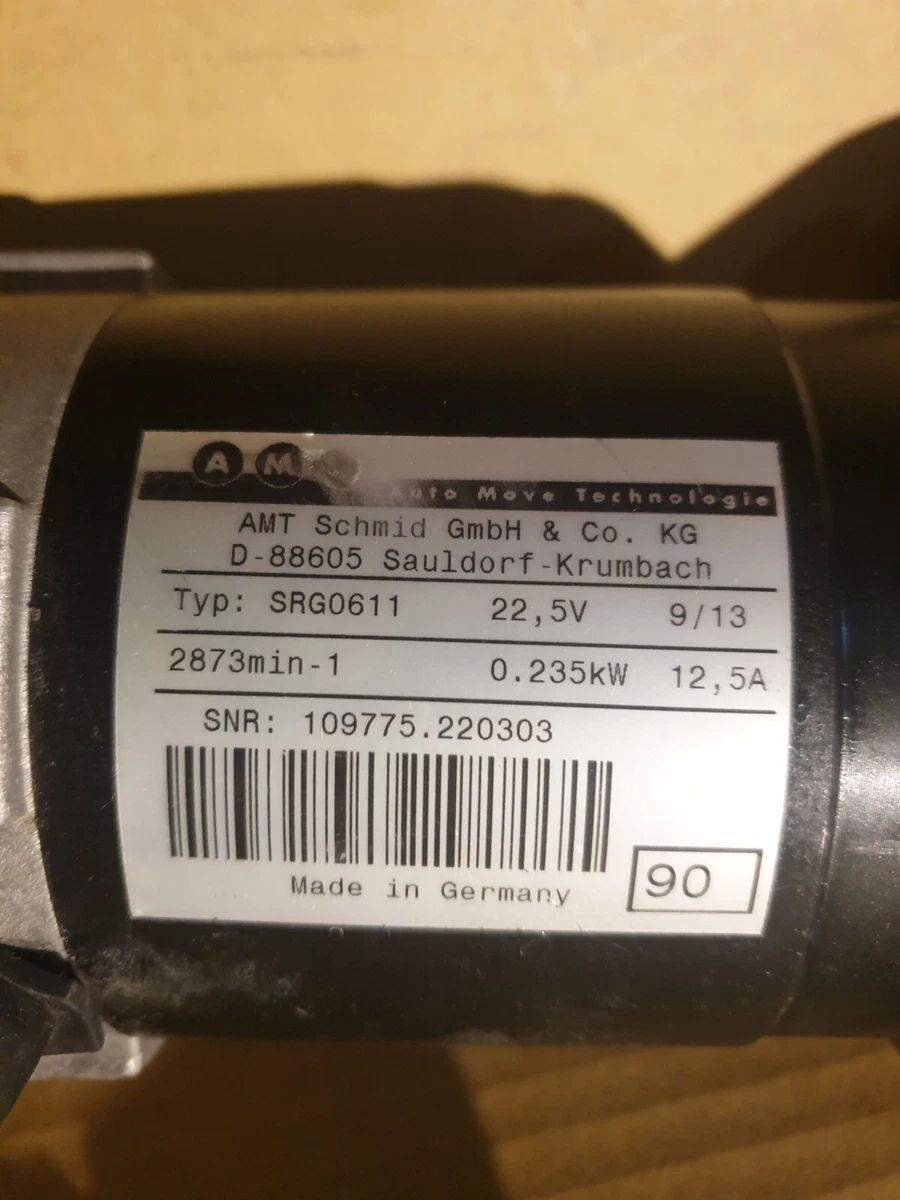 A M
Auto Move Technologie
AMT Schmid GmbH & Co. KG
D-88605 Sauldorf-Krumbach
Typ: SRG0611 22,5V 9/13
2873min-1 0.235kW 12,5A
SNR: 109775.220303
Made in Germany
90